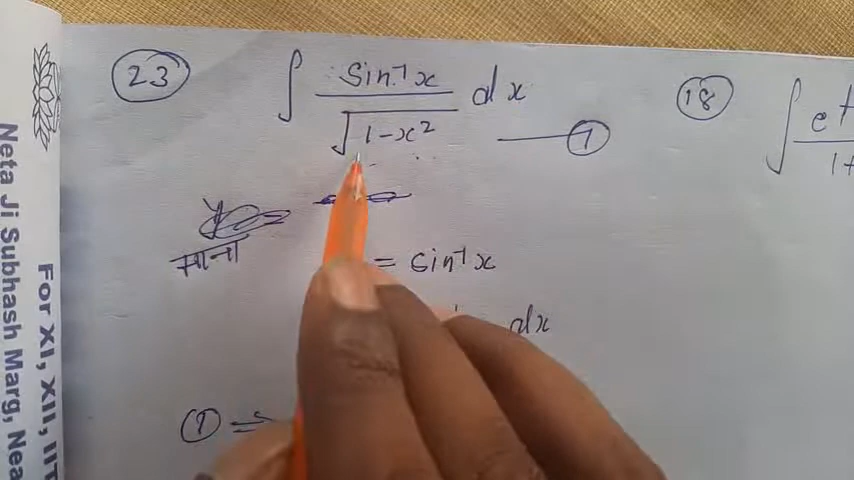 23 ∫ sin⁻¹x / √1-x² dx —— 1
18 ∫ e
1+
माना = sin⁻¹x
dx
1 ⇒
Neta Ji Subhash Marg, Nea
For XI, XII, IIT